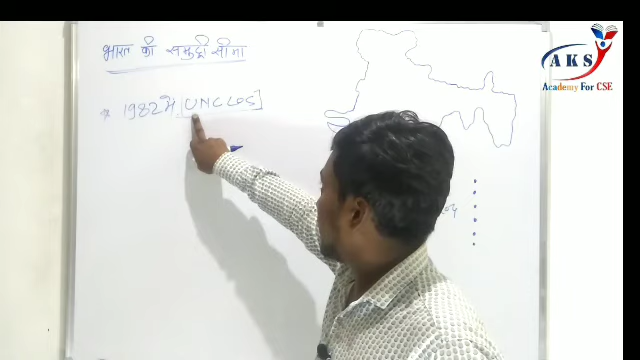 भारत की समुद्री सीमा
AKS
Academy For CSE
1982 में [UNCLOS]